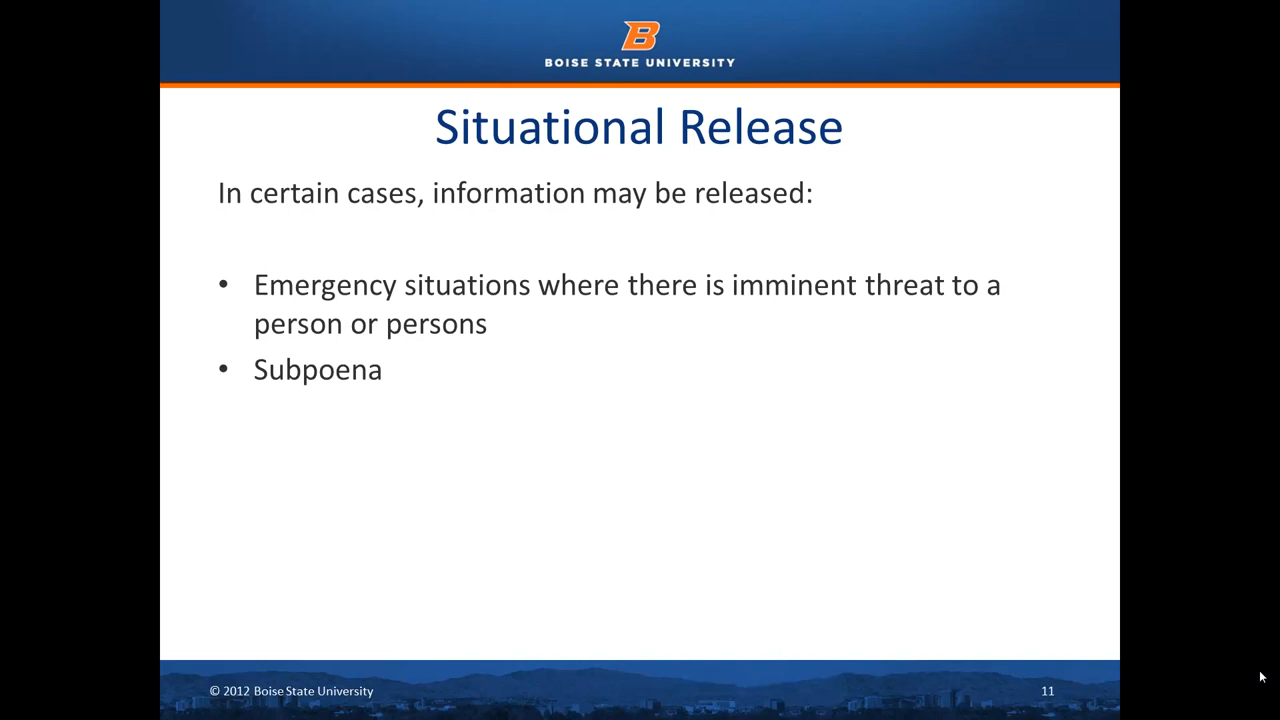 B
BOISE STATE UNIVERSITY
Situational Release
In certain cases, information may be released:
• Emergency situations where there is imminent threat to a
person or persons
• Subpoena
© 2012 Boise State University
11